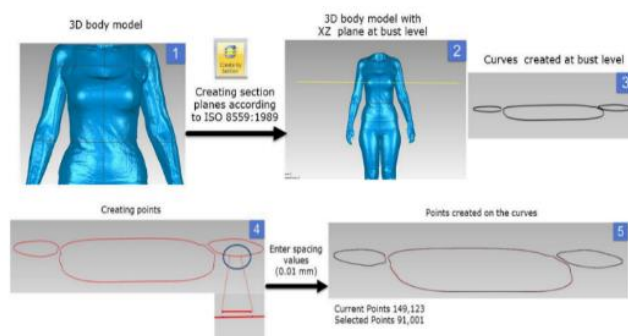 3D body model
1
Creating section
planes according
to ISO 8559:1989
3D body model with
XZ plane at bust level
2
Curves created at bust level
3
Creating points
4
Enter spacing
values
(0.01 mm)
Points created on the curves
5
Current Points 149,123
Selected Points 91,001